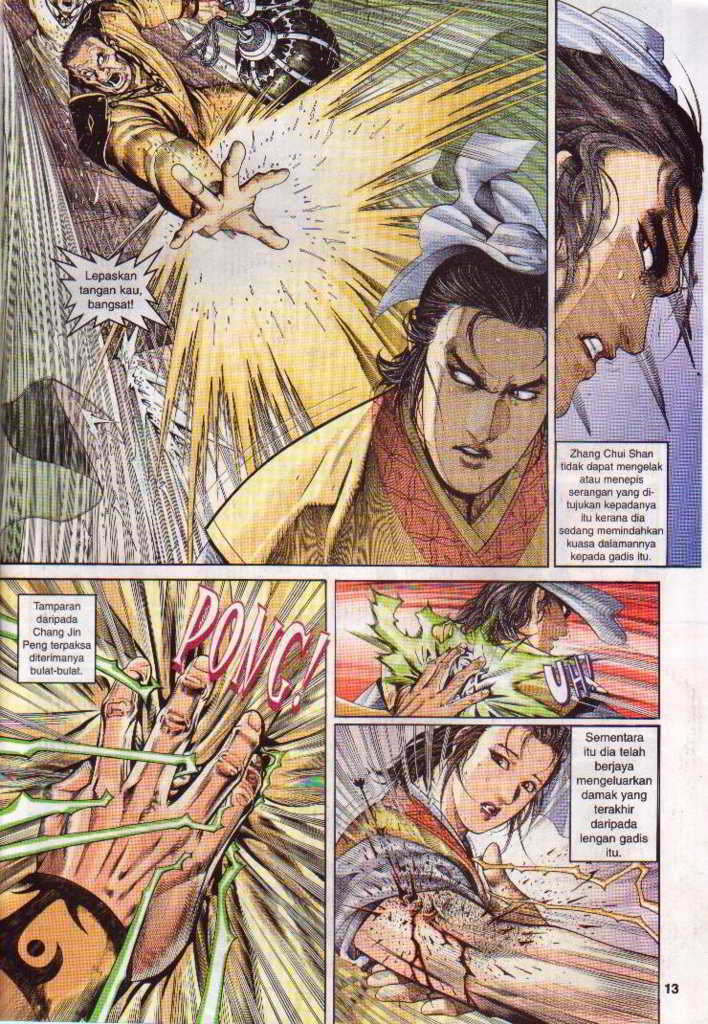 Lepaskan
tangan kau,
bangsat!
Zhang Chui Shan
tidak dapat mengelak
atau menepis
serangan yang di-
tujukan kepadanya
itu kerana dia
sedang memindahkan
kuasa dalamannya
kepada gadis itu.
Tamparan
daripada
Chang Jin
Peng terpaksa
diterimanya
bulat-bulat.
PONG!
UH!!
Sementara
itu dia telah
berjaya
mengeluarkan
damak yang
terakhir
daripada
lengan gadis
itu.
13